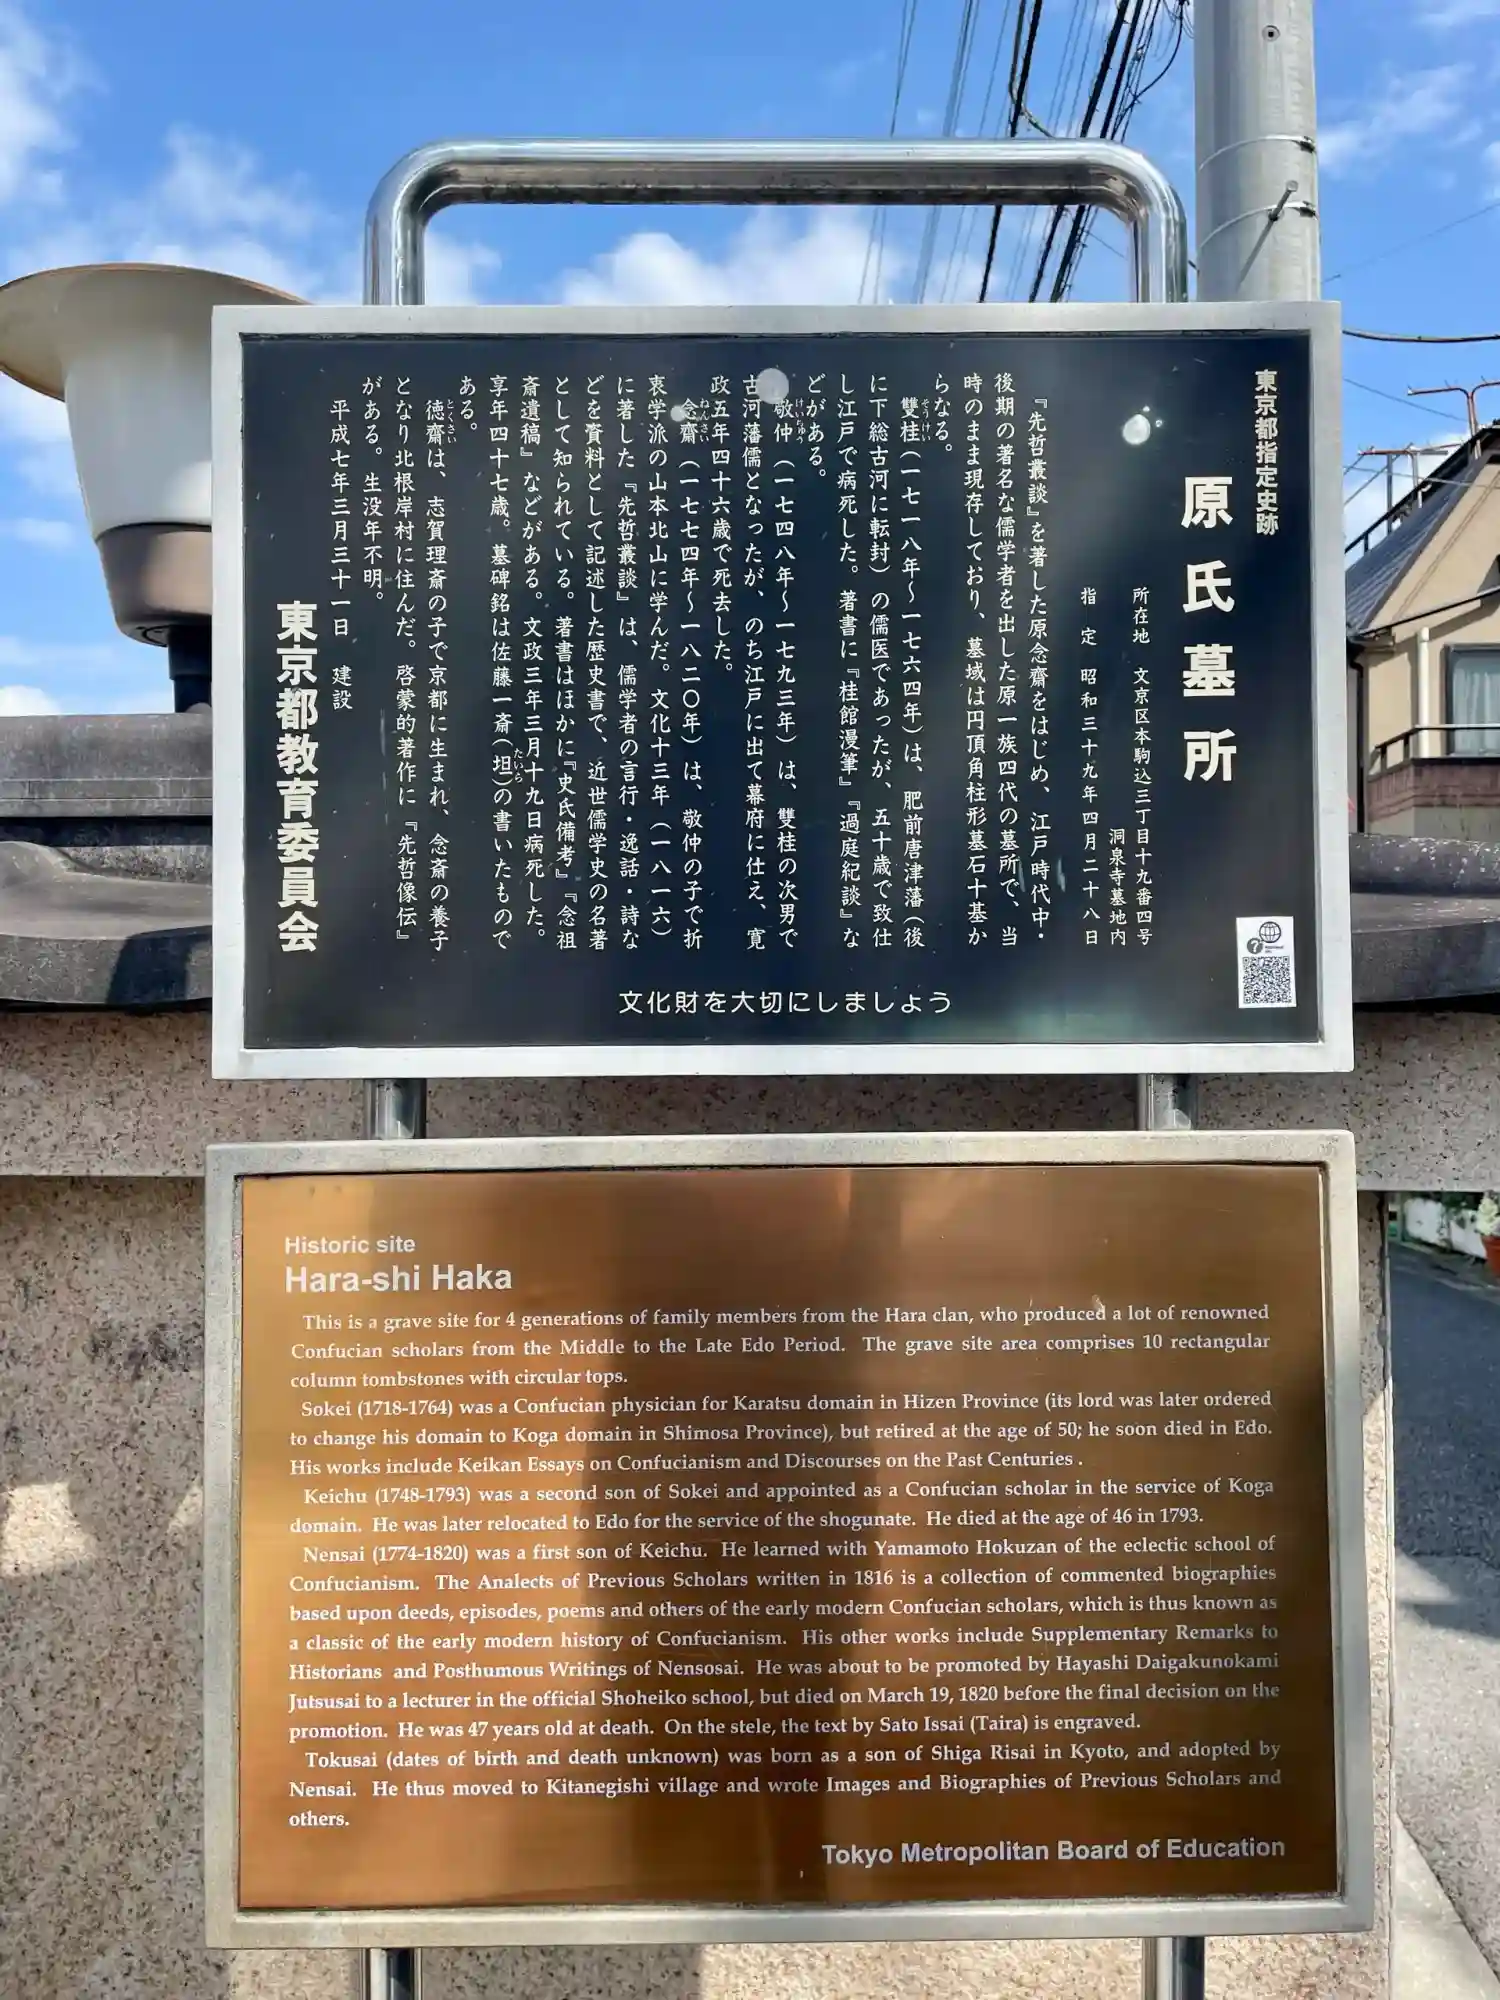 東京都指定史跡
原氏墓所
所在地 文京区本駒込三丁目十九番四号
洞泉寺墓地内
指定 昭和三十九年四月二十八日
『先哲叢談』を著した原念齋をはじめ、江戸時代中・
後期の著名な儒学者を出した原一族四代の墓所で、当
時のまま現存しており、墓域は円頂角柱形墓石十基か
らなる。
雙桂(一七一八年〜一七六四年)は、肥前唐津藩(後
そうけい
に下総古河に転封)の儒医であったが、五十歳で致仕
し江戸で病死した。著書に『桂館漫筆』『過庭紀談』な
どがある。
敬仲(一七四八年〜一七九三年)は、雙桂の次男で
けいちゅう
古河藩儒となったが、のち江戸に出て幕府に仕え、寛
政五年四十六歳で死去した。
念齋(一七七四年〜一八二〇年)は、敬仲の子で折
ねんさい
衷学派の山本北山に学んだ。文化十三年(一八一六)
に著した『先哲叢談』は、儒学者の言行・逸話・詩な
どを資料として記述した歴史書で、近世儒学史の名著
として知られている。著書はほかに『史氏備考』『念祖
斎遺稿』などがある。文政三年三月十九日病死した。
享年四十七歳。墓碑銘は佐藤一斎(坦)の書いたもので
たいら
ある。
徳齋は、志賀理斎の子で京都に生まれ、念斎の養子
とくさい
となり北根岸村に住んだ。啓蒙的著作に『先哲像伝』
がある。生没年不明。
平成七年三月三十一日 建設
東京都教育委員会
文化財を大切にしましょう
Historic site
Hara-shi Haka
This is a grave site for 4 generations of family members from the Hara clan, who produced a lot of renowned
Confucian scholars from the Middle to the Late Edo Period. The grave site area comprises 10 rectangular
column tombstones with circular tops.
Sokei (1718-1764) was a Confucian physician for Karatsu domain in Hizen Province (its lord was later ordered
to change his domain to Koga domain in Shimosa Province), but retired at the age of 50; he soon died in Edo.
His works include Keikan Essays on Confucianism and Discourses on the Past Centuries .
Keichu (1748-1793) was a second son of Sokei and appointed as a Confucian scholar in the service of Koga
domain. He was later relocated to Edo for the service of the shogunate. He died at the age of 46 in 1793.
Nensai (1774-1820) was a first son of Keichu. He learned with Yamamoto Hokuzan of the eclectic school of
Confucianism. The Analects of Previous Scholars written in 1816 is a collection of commented biographies
based upon deeds, episodes, poems and others of the early modern Confucian scholars, which is thus known as
a classic of the early modern history of Confucianism. His other works include Supplementary Remarks to
Historians and Posthumous Writings of Nensosai. He was about to be promoted by Hayashi Daigakunokami
Jutsusai to a lecturer in the official Shoheiko school, but died on March 19, 1820 before the final decision on the
promotion. He was 47 years old at death. On the stele, the text by Sato Issai (Taira) is engraved.
Tokusai (dates of birth and death unknown) was born as a son of Shiga Risai in Kyoto, and adopted by
Nensai. He thus moved to Kitanegishi village and wrote Images and Biographies of Previous Scholars and
others.
Tokyo Metropolitan Board of Education